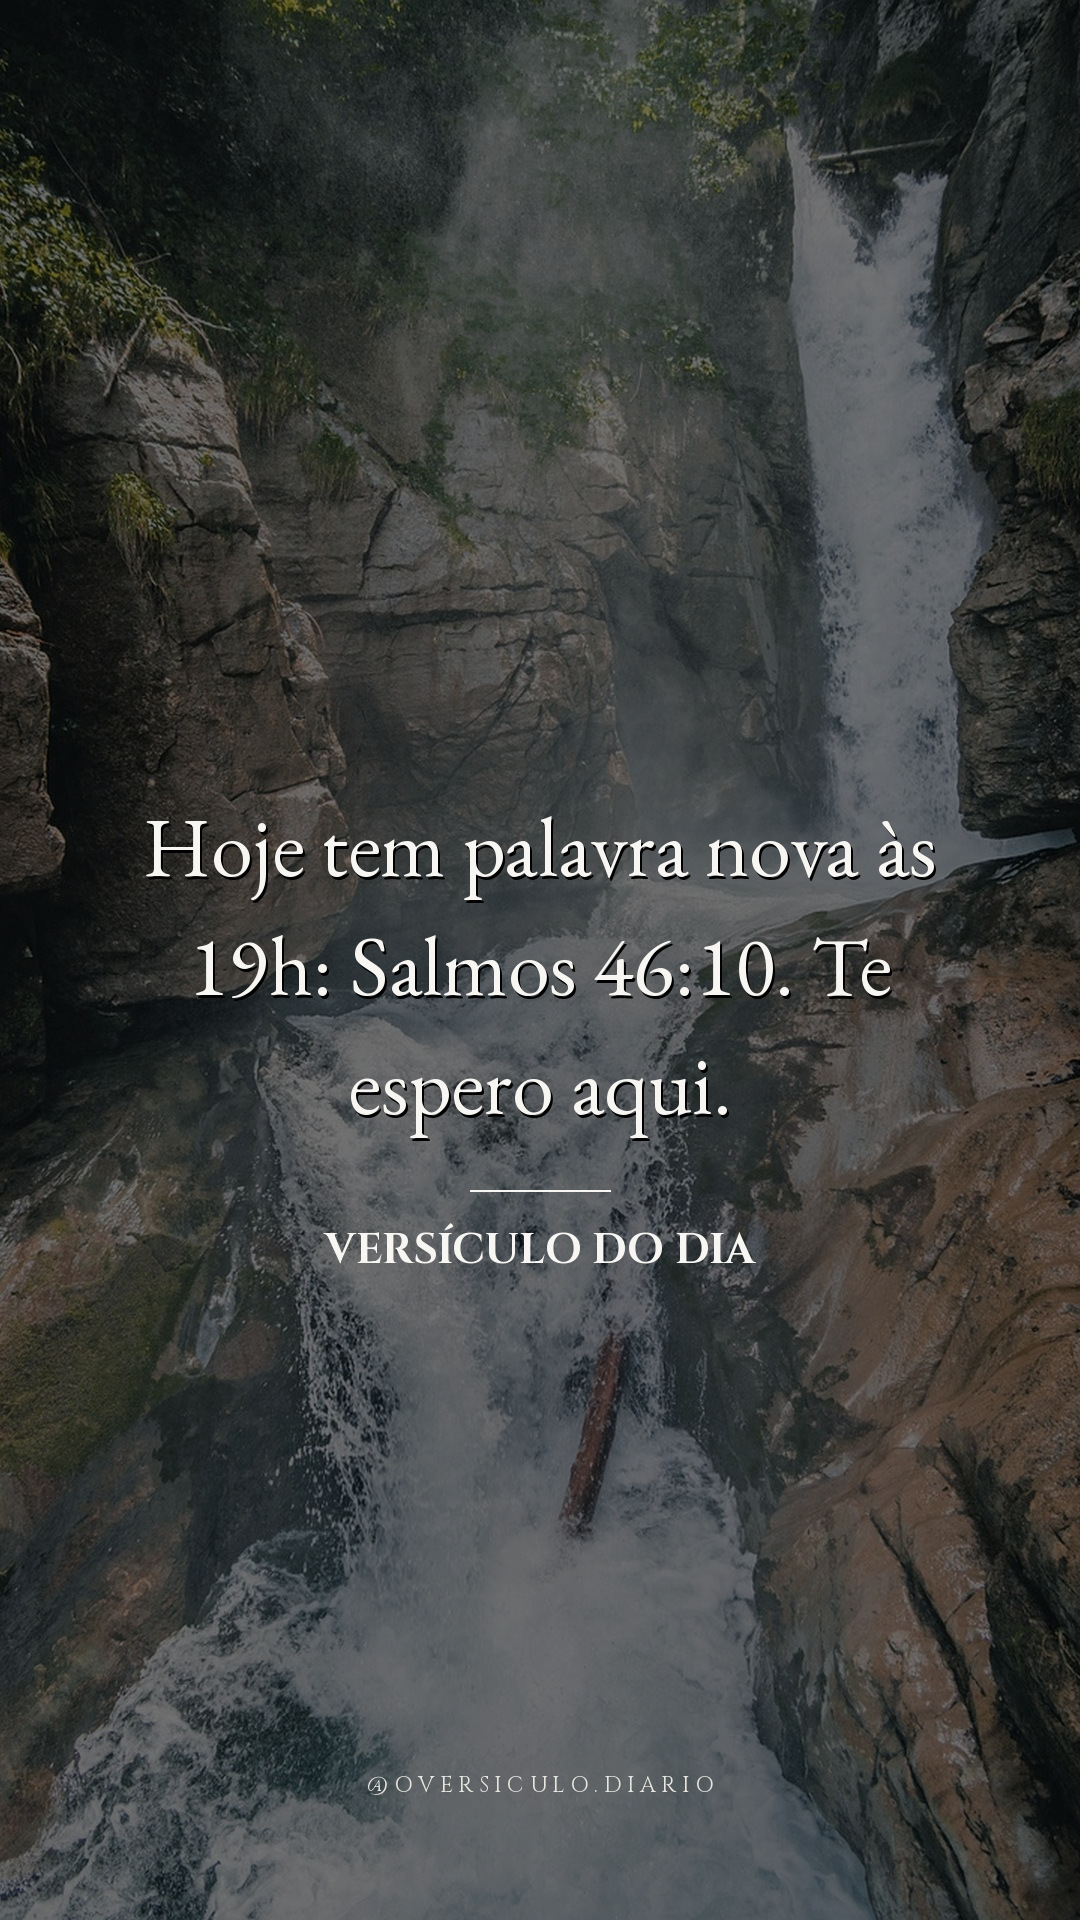 Hoje tem palavra nova às
19h: Salmos 46:10. Te
espero aqui.
VERSÍCULO DO DIA
@OVERSICULO.DIARIO